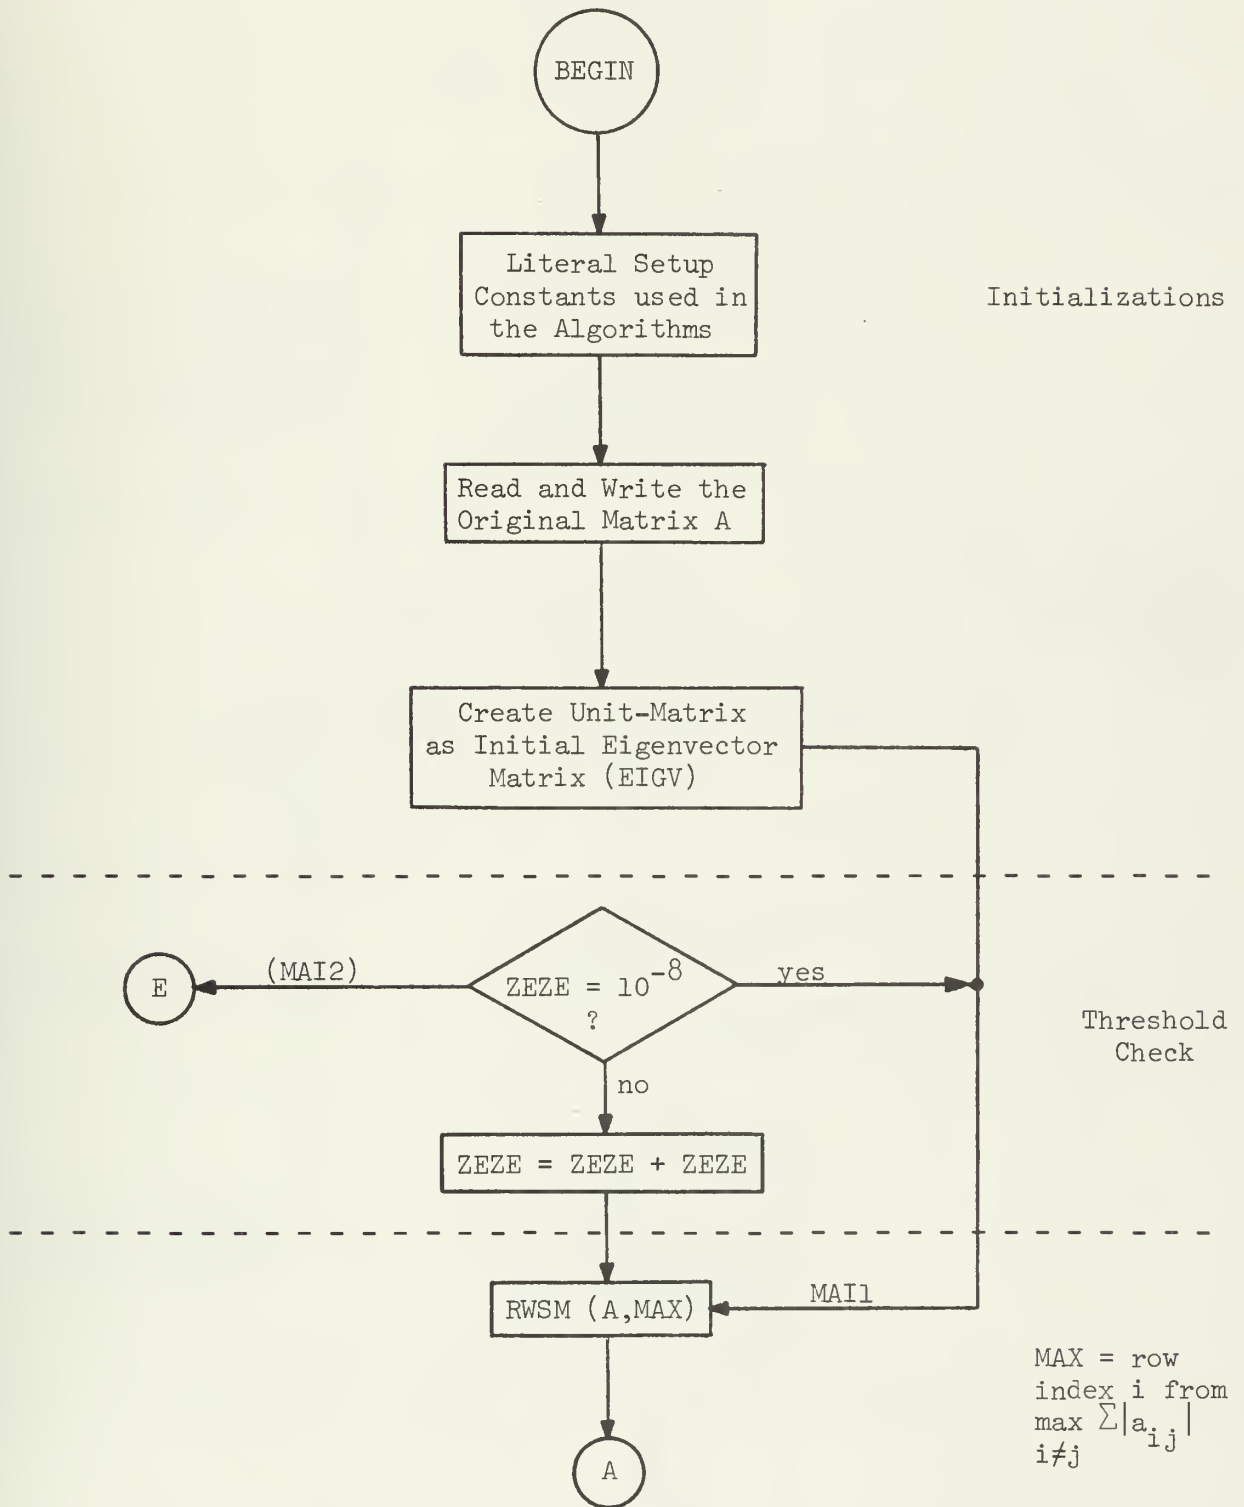 BEGIN
Literal Setup
Constants used in
the Algorithms
Initializations
Read and Write the
Original Matrix A
Create Unit-Matrix
as Initial Eigenvector
Matrix (EIGV)
E
(MAI2)
ZEZE = 10^-8
?
yes
no
Threshold
Check
ZEZE = ZEZE + ZEZE
RWSM (A,MAX)
MAI1
MAX = row
index i from
max Σ|a_ij|
i≠j
A